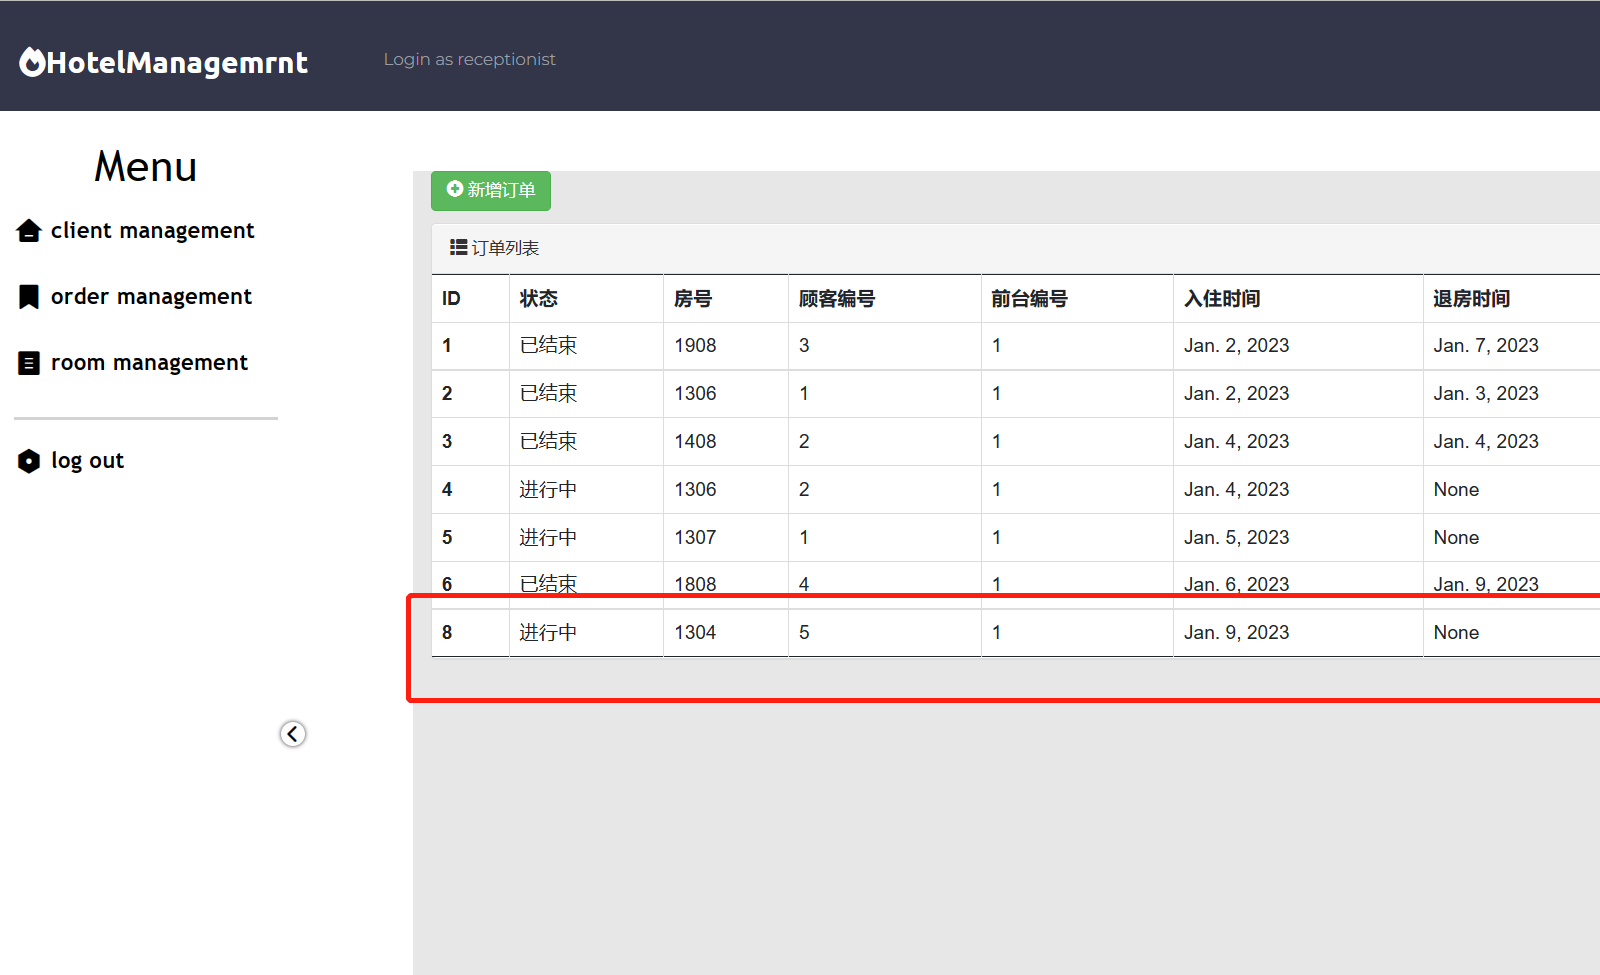 HotelManagemrnt
Login as receptionist
Menu
client management
order management
room management
log out
新增订单
订单列表
ID 状态 房号 顾客编号 前台编号 入住时间 退房时间
1 已结束 1908 3 1 Jan. 2, 2023 Jan. 7, 2023
2 已结束 1306 1 1 Jan. 2, 2023 Jan. 3, 2023
3 已结束 1408 2 1 Jan. 4, 2023 Jan. 4, 2023
4 进行中 1306 2 1 Jan. 4, 2023 None
5 进行中 1307 1 1 Jan. 5, 2023 None
6 已结束 1808 4 1 Jan. 6, 2023 Jan. 9, 2023
8 进行中 1304 5 1 Jan. 9, 2023 None